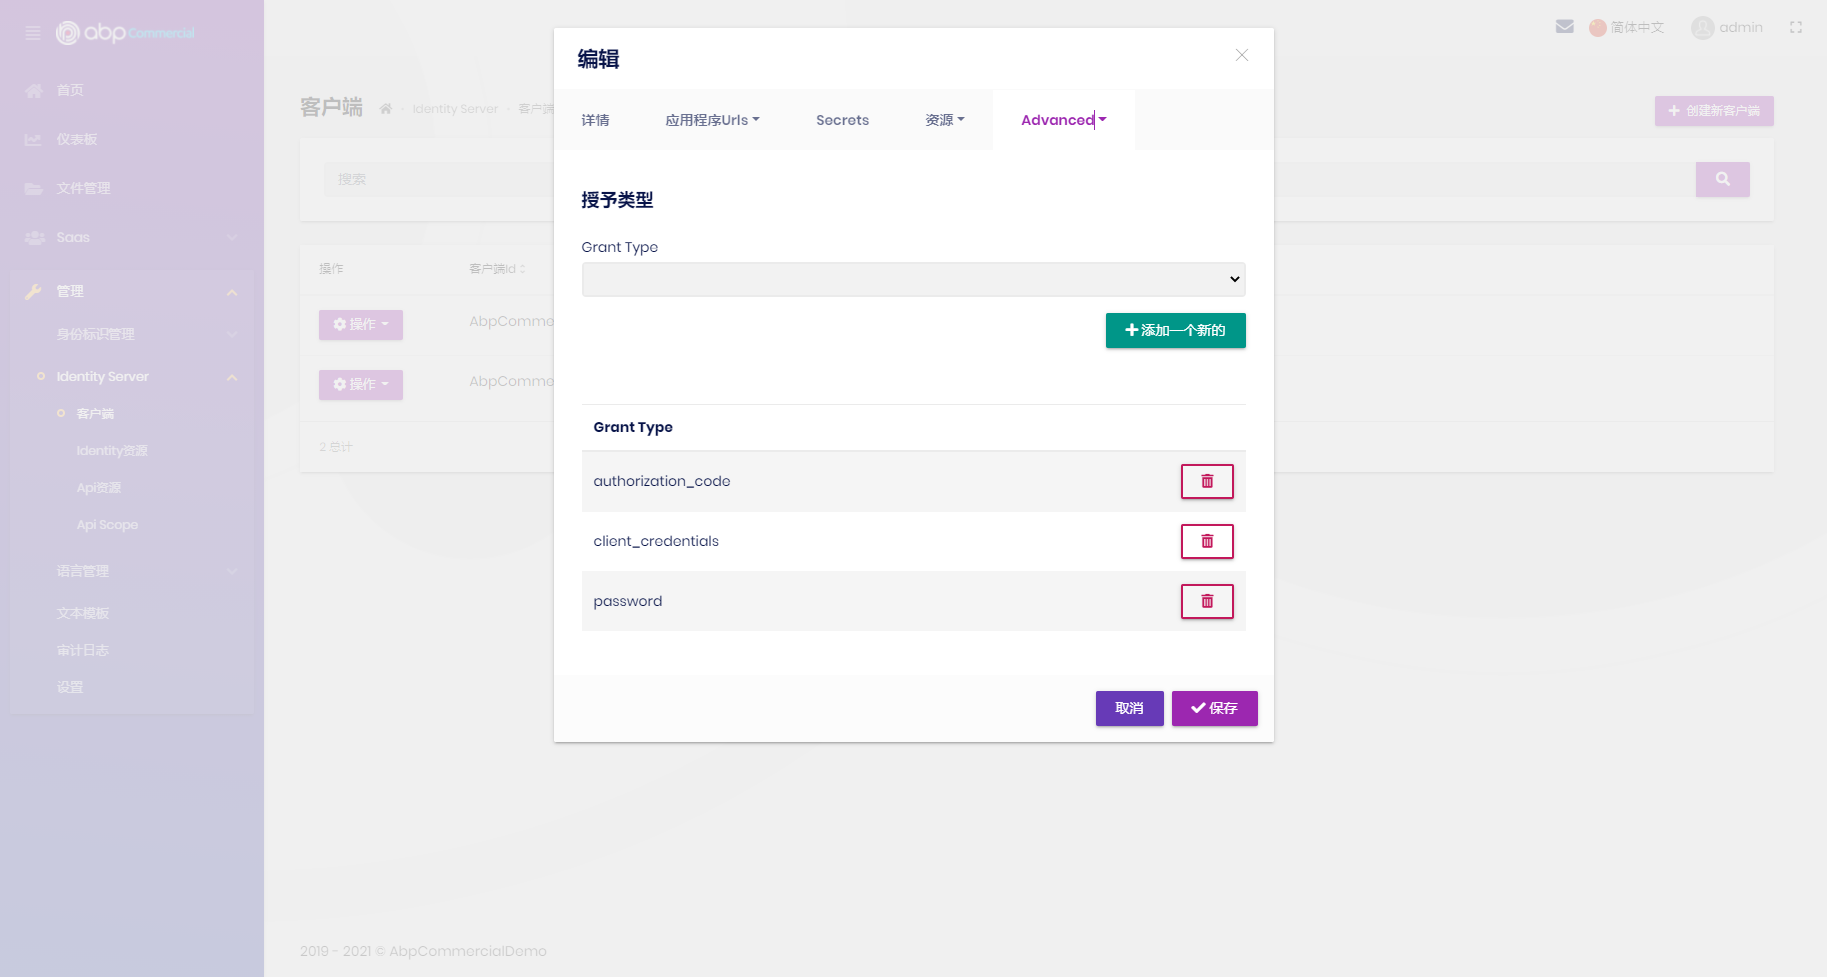 abp Commercial
首页
仪表板
文件管理
Saas
管理
身份标识管理
Identity Server
客户端
Identity资源
Api资源
Api Scope
语言管理
文本模板
审计日志
设置
简体中文
admin
客户端
Identity Server
客户端
创建新客户端
搜索
操作
客户端Id
操作
AbpComme
操作
AbpComme
2 总计
编辑
详情
应用程序Urls
Secrets
资源
Advanced
授予类型
Grant Type
添加一个新的
Grant Type
authorization_code
client_credentials
password
取消
保存
2019 - 2021 © AbpCommercialDemo